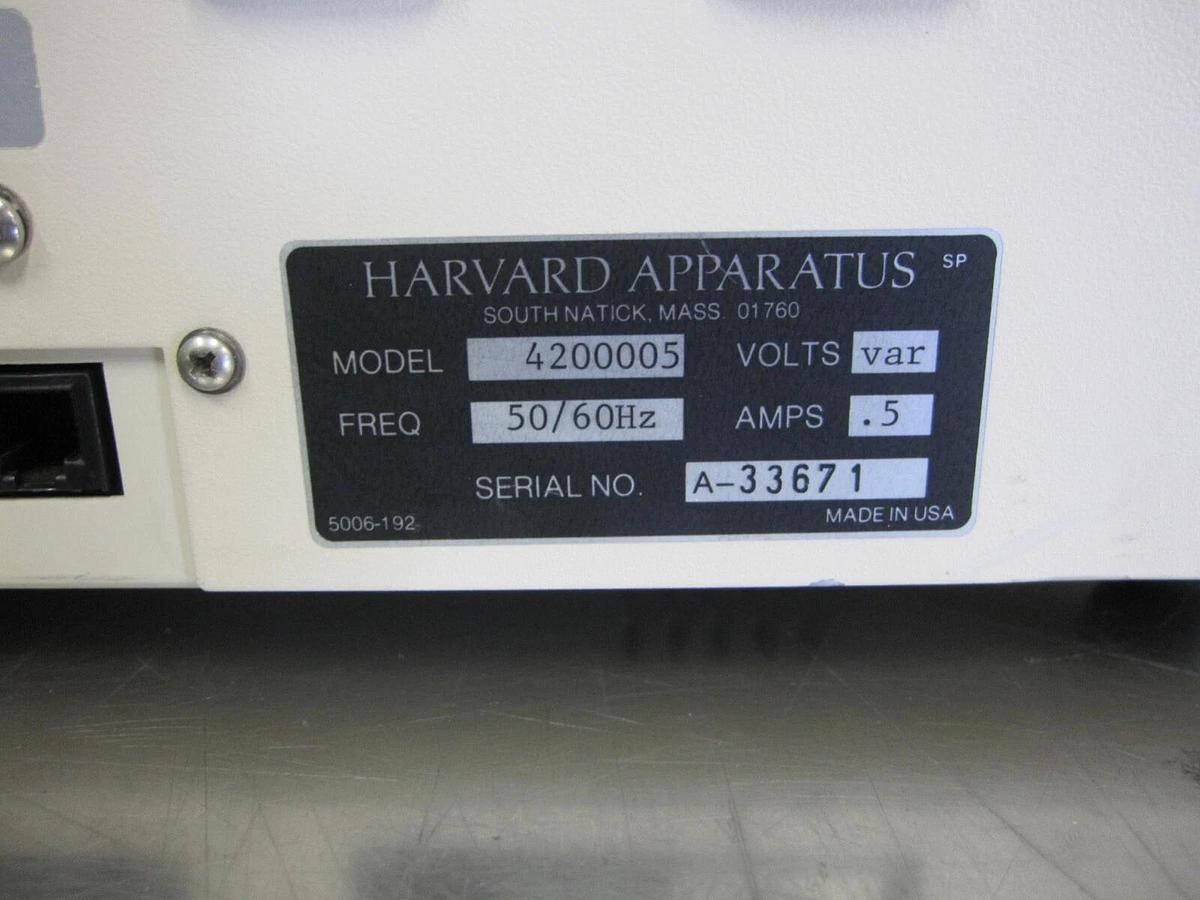 HARVARD APPARATUS SP
SOUTH NATICK, MASS. 01760
MODEL 4200005 VOLTS var
FREQ 50/60Hz AMPS .5
SERIAL NO. A-33671
5006-192 MADE IN USA